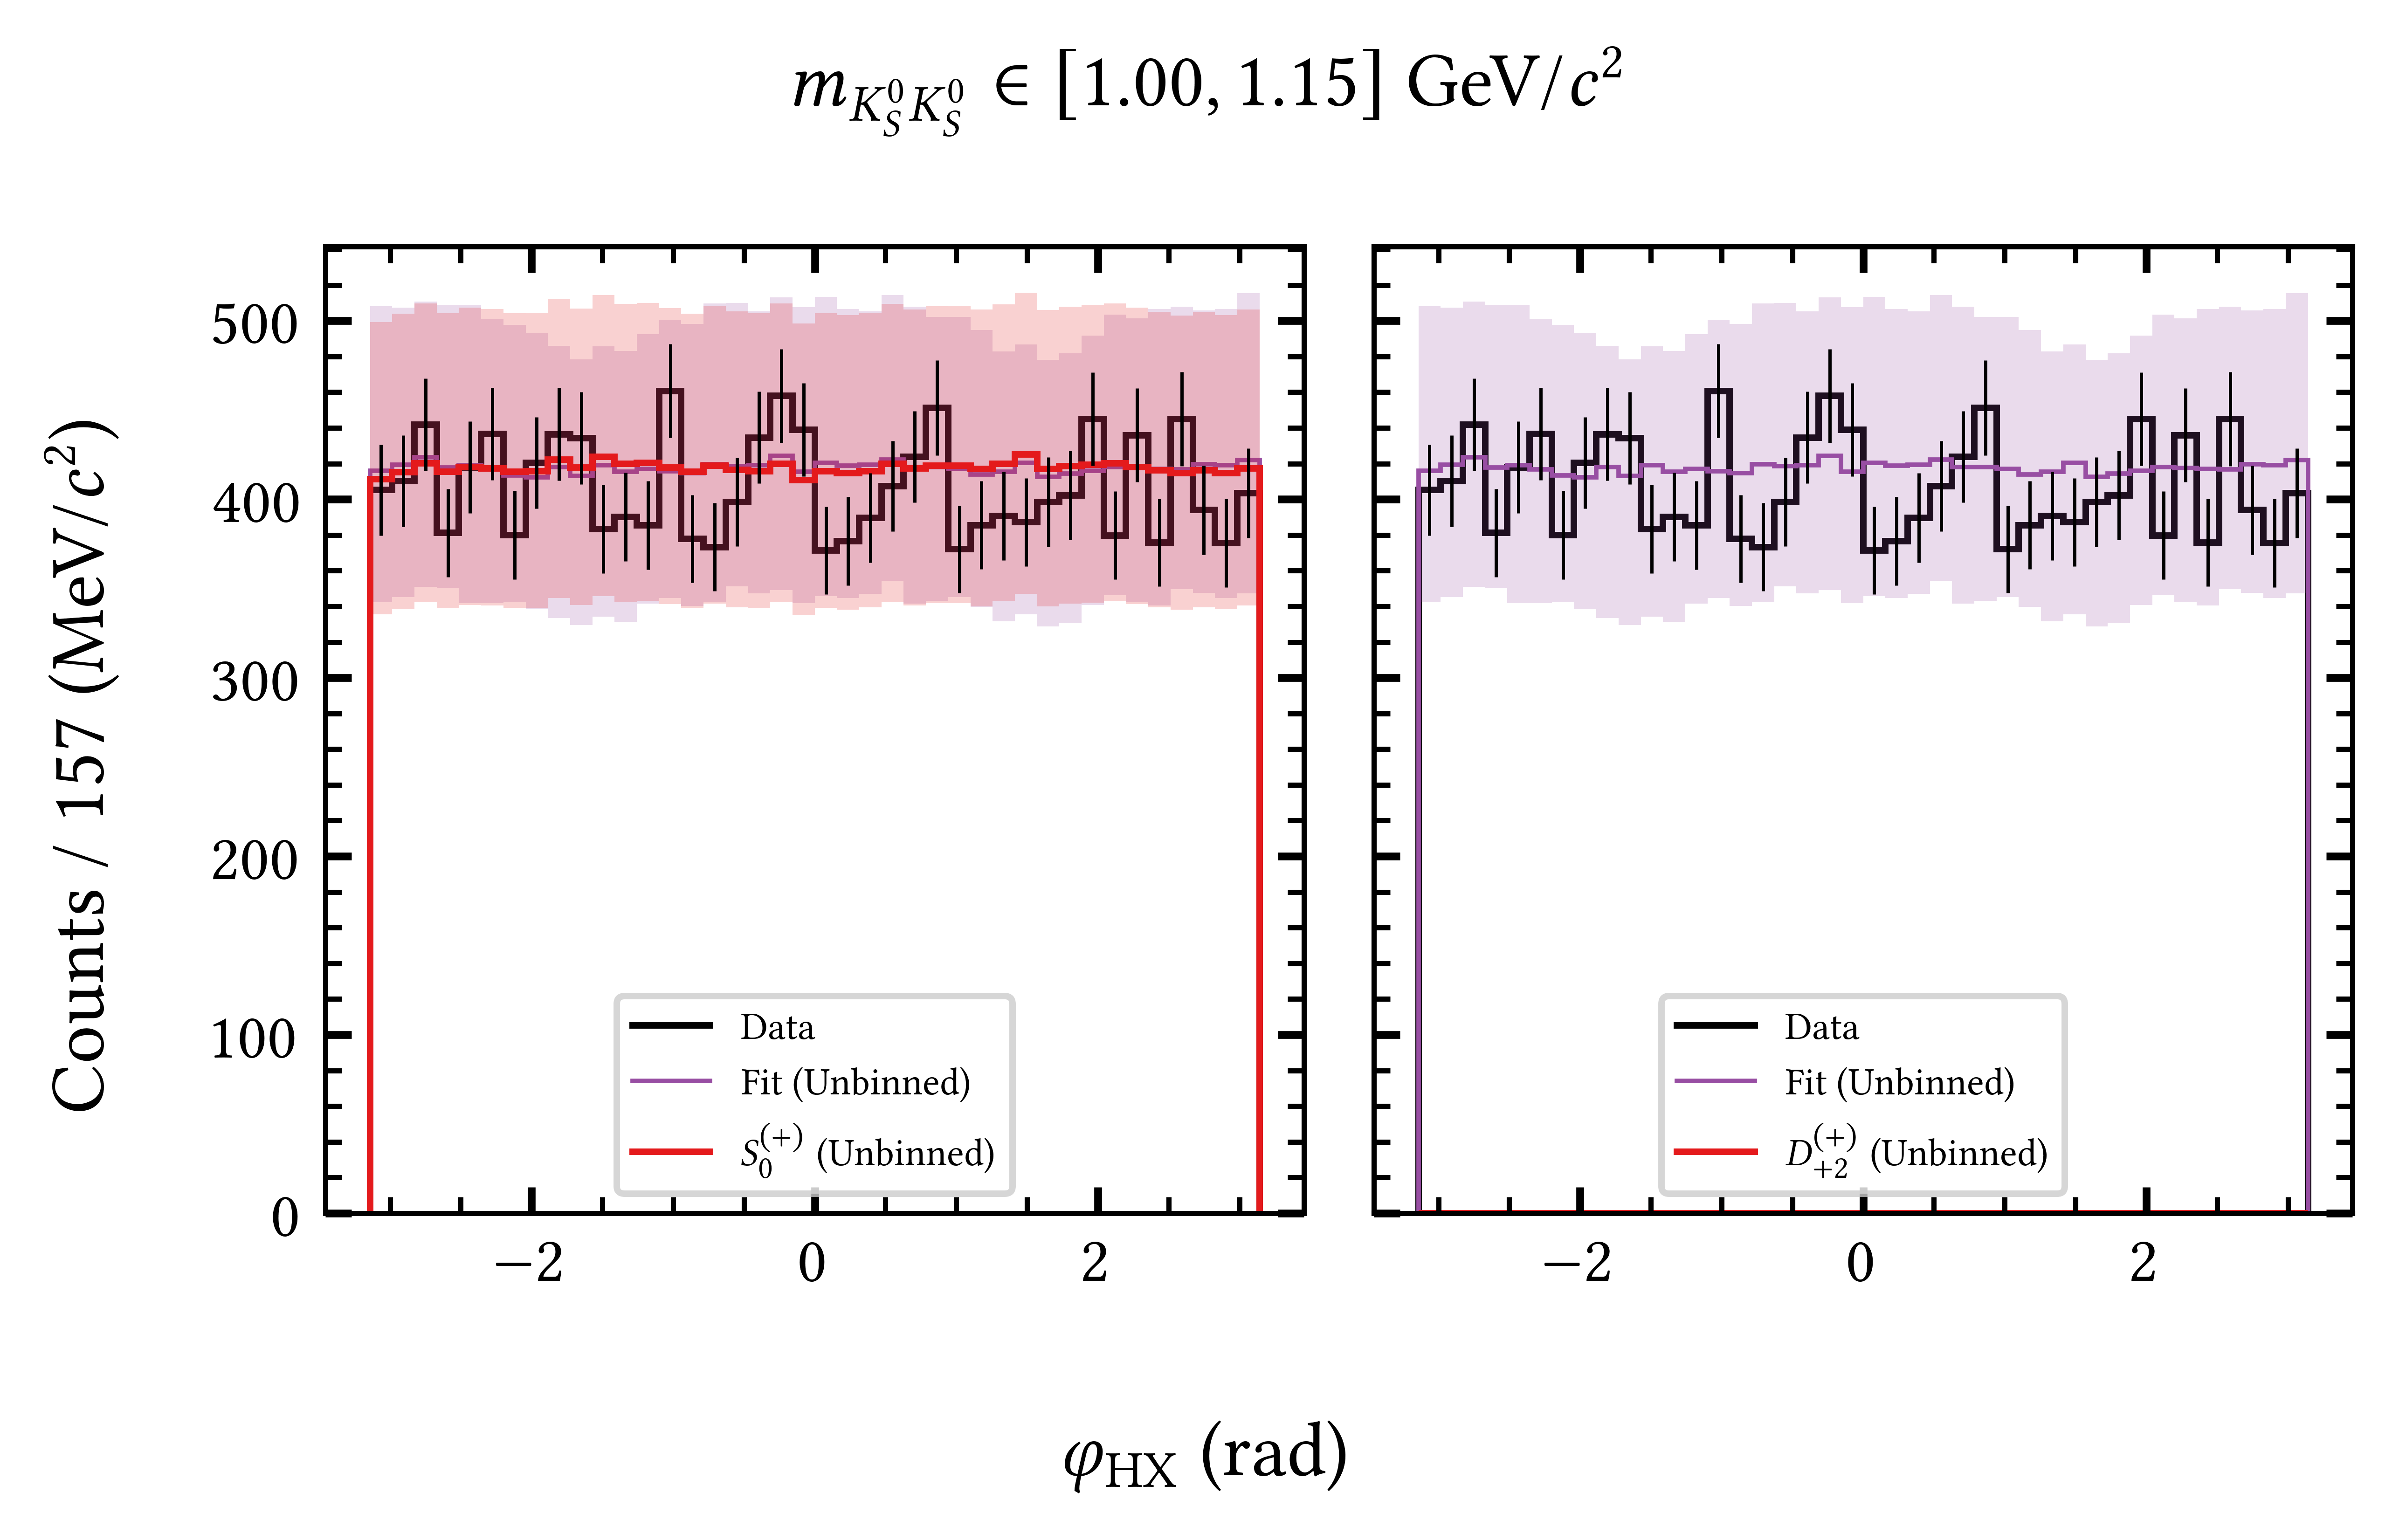 m_{K_S^0 K_S^0} ∈ [1.00, 1.15] GeV/c²
Counts / 157 (MeV/c²)
500
400
300
200
100
0
Data
Fit (Unbinned)
S_0^{(+)} (Unbinned)
−2
0
2
Data
Fit (Unbinned)
D_{+2}^{(+)} (Unbinned)
−2
0
2
φ_{HX} (rad)